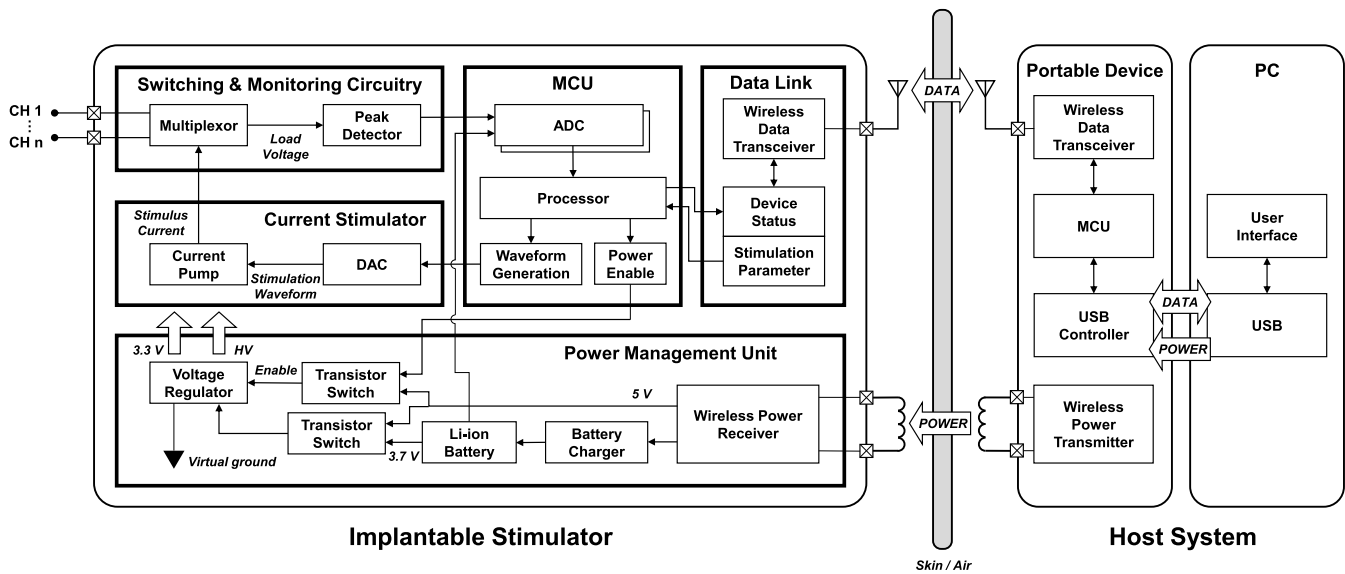 Switching & Monitoring Circuitry
CH 1
CH n
Multiplexor
Load
Voltage
Peak
Detector
Stimulus
Current
Current Stimulator
Current
Pump
Stimulation
Waveform
DAC
MCU
ADC
Processor
Waveform
Generation
Power
Enable
Data Link
Wireless
Data
Transceiver
Device
Status
Stimulation
Parameter
3.3 V
HV
Power Management Unit
Voltage
Regulator
Enable
Transistor
Switch
Transistor
Switch
Virtual ground
3.7 V
Li-ion
Battery
Battery
Charger
5 V
Wireless Power
Receiver
Implantable Stimulator
DATA
POWER
Skin / Air
Portable Device
Wireless
Data
Transceiver
MCU
USB
Controller
Wireless
Power
Transmitter
DATA
POWER
PC
User
Interface
USB
Host System